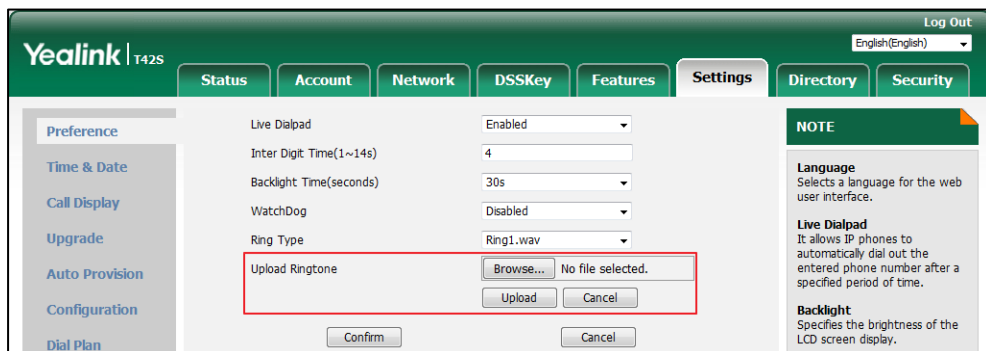 Log Out
Yealink | T42S
English(English)
Status Account Network DSSKey Features Settings Directory Security
Preference
Time & Date
Call Display
Upgrade
Auto Provision
Configuration
Dial Plan
Live Dialpad Enabled
Inter Digit Time(1~14s) 4
Backlight Time(seconds) 30s
WatchDog Disabled
Ring Type Ring1.wav
Upload Ringtone Browse... No file selected.
Upload Cancel
Confirm Cancel
NOTE
Language
Selects a language for the web
user interface.
Live Dialpad
It allows IP phones to
automatically dial out the
entered phone number after a
specified period of time.
Backlight
Specifies the brightness of the
LCD screen display.